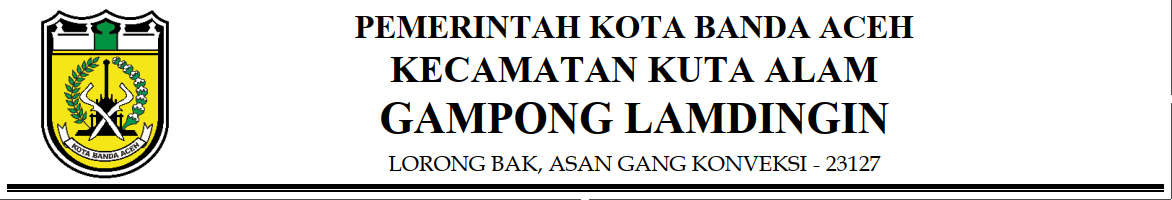 PEMERINTAH KOTA BANDA ACEH
KECAMATAN KUTA ALAM
GAMPONG LAMDINGIN
LORONG BAK, ASAN GANG KONVEKSI - 23127
KOTA BANDA ACEH